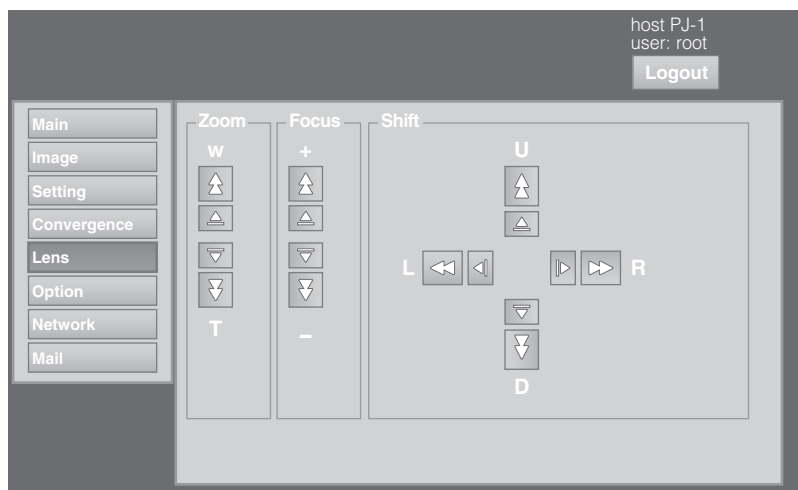 host PJ-1
user: root
Logout
Main
Image
Setting
Convergence
Lens
Option
Network
Mail
Zoom
W
T
Focus
+
–
Shift
U
L
R
D